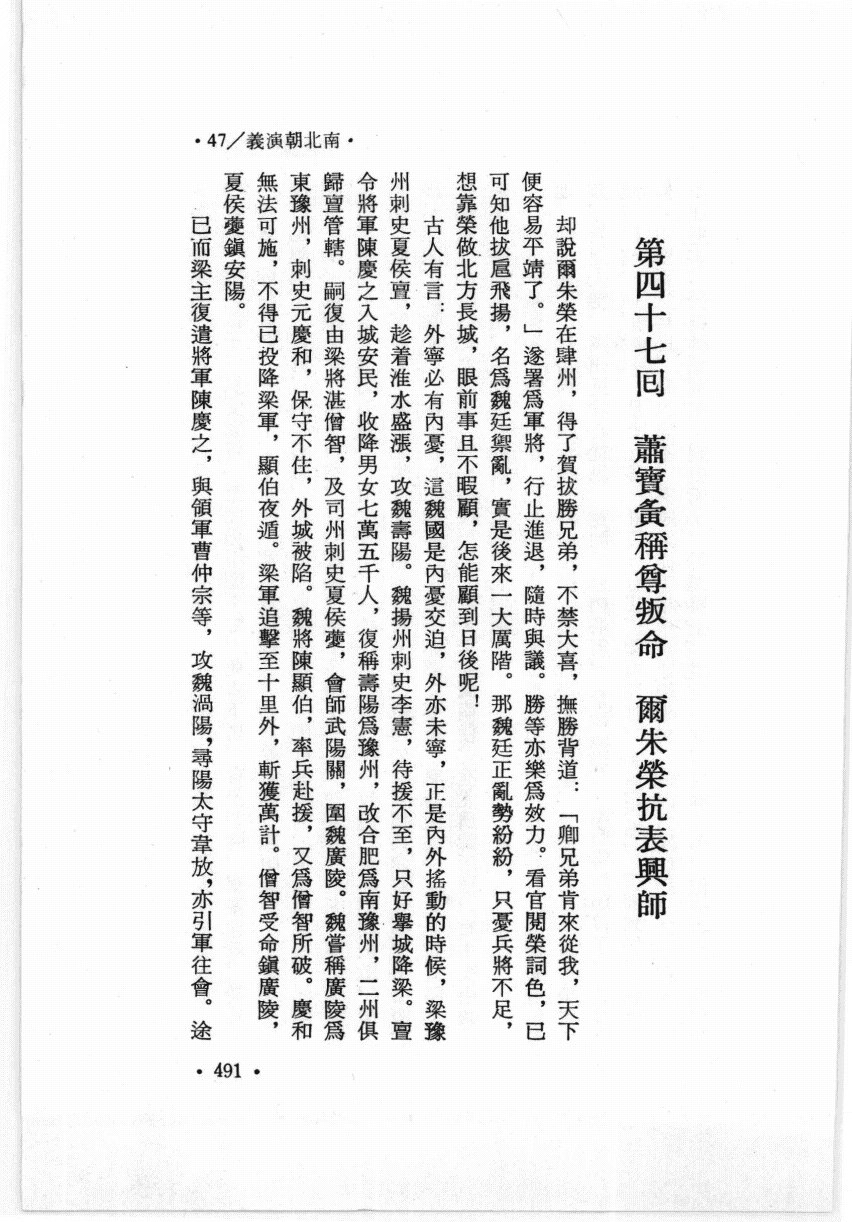 ·南北朝演義／47·
第四十七回　蕭寶夤稱尊叛命　爾朱榮抗表興師
却說爾朱榮在肆州，得了賀拔勝兄弟，不禁大喜，撫勝背道：「卿兄弟肯來從我，天下
便容易平靖了。」遂署爲軍將，行止進退，隨時與議。勝等亦樂爲效力。看官閱榮詞色，已
可知他拔扈飛揚，名爲魏廷禦亂，實是後來一大厲階。那魏廷正亂勢紛紛，只憂兵將不足，
想靠榮做北方長城，眼前事且不暇顧，怎能顧到日後呢！
古人有言：外寧必有內憂，這魏國是內憂交迫，外亦未寧，正是內外搖動的時候，梁豫
州刺史夏侯亶，趁着淮水盛漲，攻魏壽陽。魏揚州刺史李憲，待援不至，只好舉城降梁。亶
令將軍陳慶之入城安民，收降男女七萬五千人，復稱壽陽爲豫州，改合肥爲南豫州，二州俱
歸亶管轄。嗣復由梁將湛僧智，及司州刺史夏侯夔，會師武陽關，圍魏廣陵。魏嘗稱廣陵爲
東豫州，刺史元慶和，保守不住，外城被陷。魏將陳顯伯，率兵赴援，又爲僧智所破。慶和
無法可施，不得已投降梁軍，顯伯夜遁。梁軍追擊至十里外，斬獲萬計。僧智受命鎮廣陵，
夏侯夔鎮安陽。
已而梁主復遣將軍陳慶之，與領軍曹仲宗等，攻魏渦陽，尋陽太守韋放，亦引軍往會。途
·491·